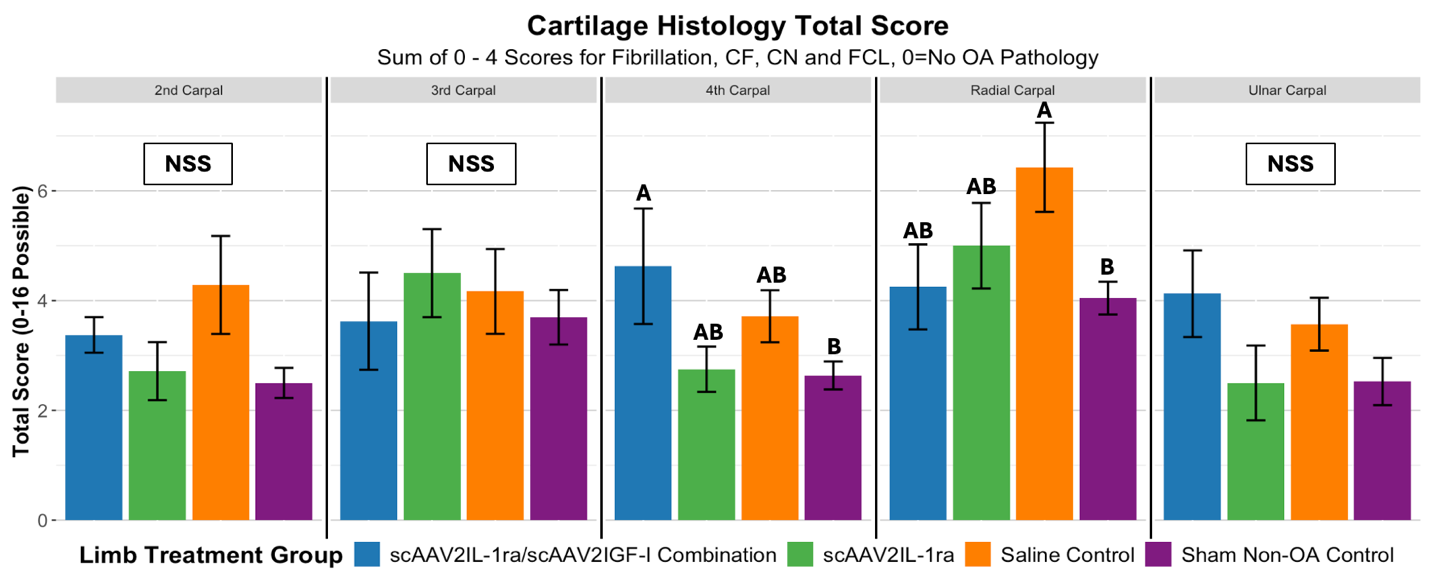 Cartilage Histology Total Score
Sum of 0 - 4 Scores for Fibrillation, CF, CN and FCL, 0=No OA Pathology
2nd Carpal
3rd Carpal
4th Carpal
Radial Carpal
Ulnar Carpal
NSS
NSS
A
AB
AB
B
AB
AB
A
B
NSS
Total Score (0-16 Possible)
6
4
2
0
Limb Treatment Group scAAV2IL-1ra/scAAV2IGF-I Combination scAAV2IL-1ra Saline Control Sham Non-OA Control